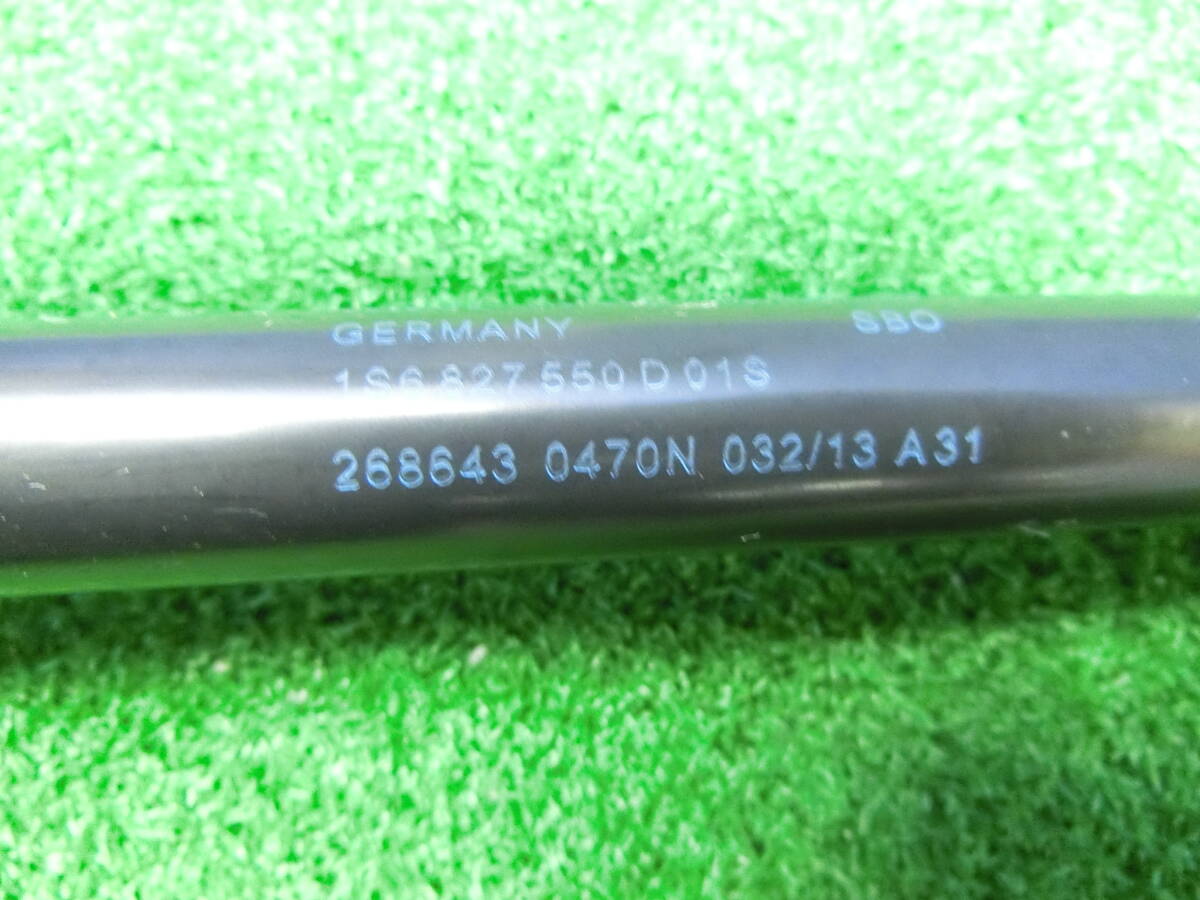 GERMANY SBO
1S6 827 550 D 01S
268643 0470N 032/13 A31